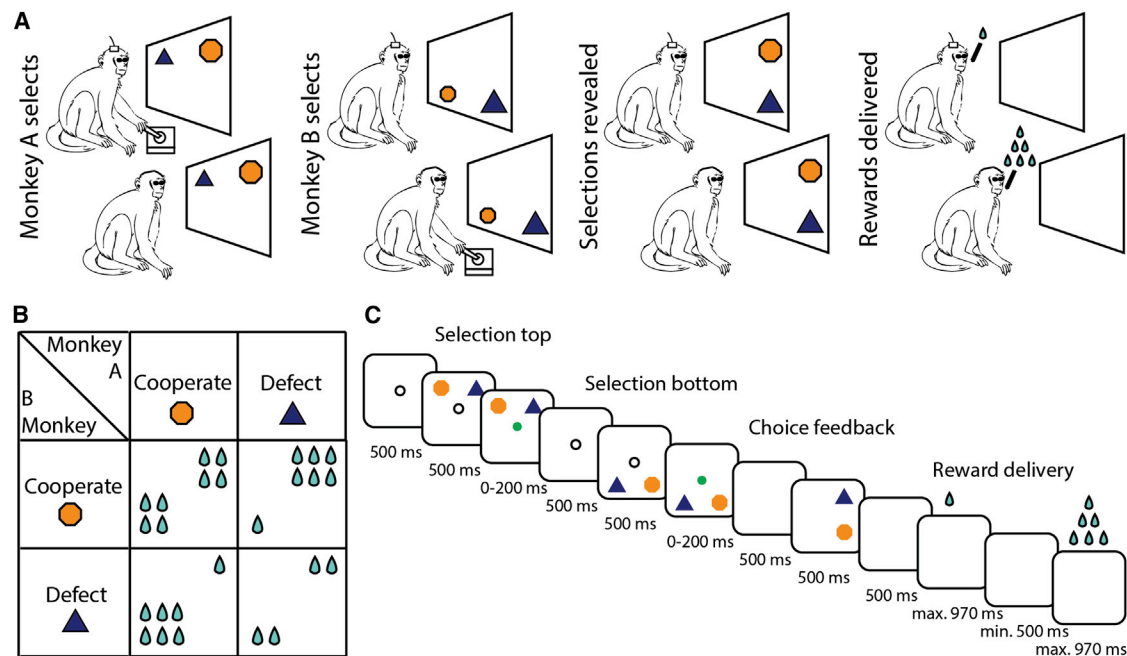 A
Monkey A selects
Monkey B selects
Selections revealed
Rewards delivered
B
Monkey
A
B
Monkey
Cooperate
Defect
Cooperate
Defect
C
Selection top
Selection bottom
Choice feedback
Reward delivery
500 ms
500 ms
0-200 ms
500 ms
500 ms
0-200 ms
500 ms
500 ms
500 ms
max. 970 ms
min. 500 ms
max. 970 ms